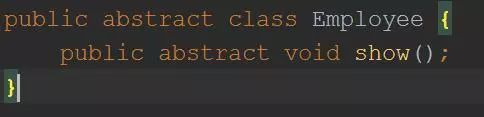 public abstract class Employee {
    public abstract void show();
}